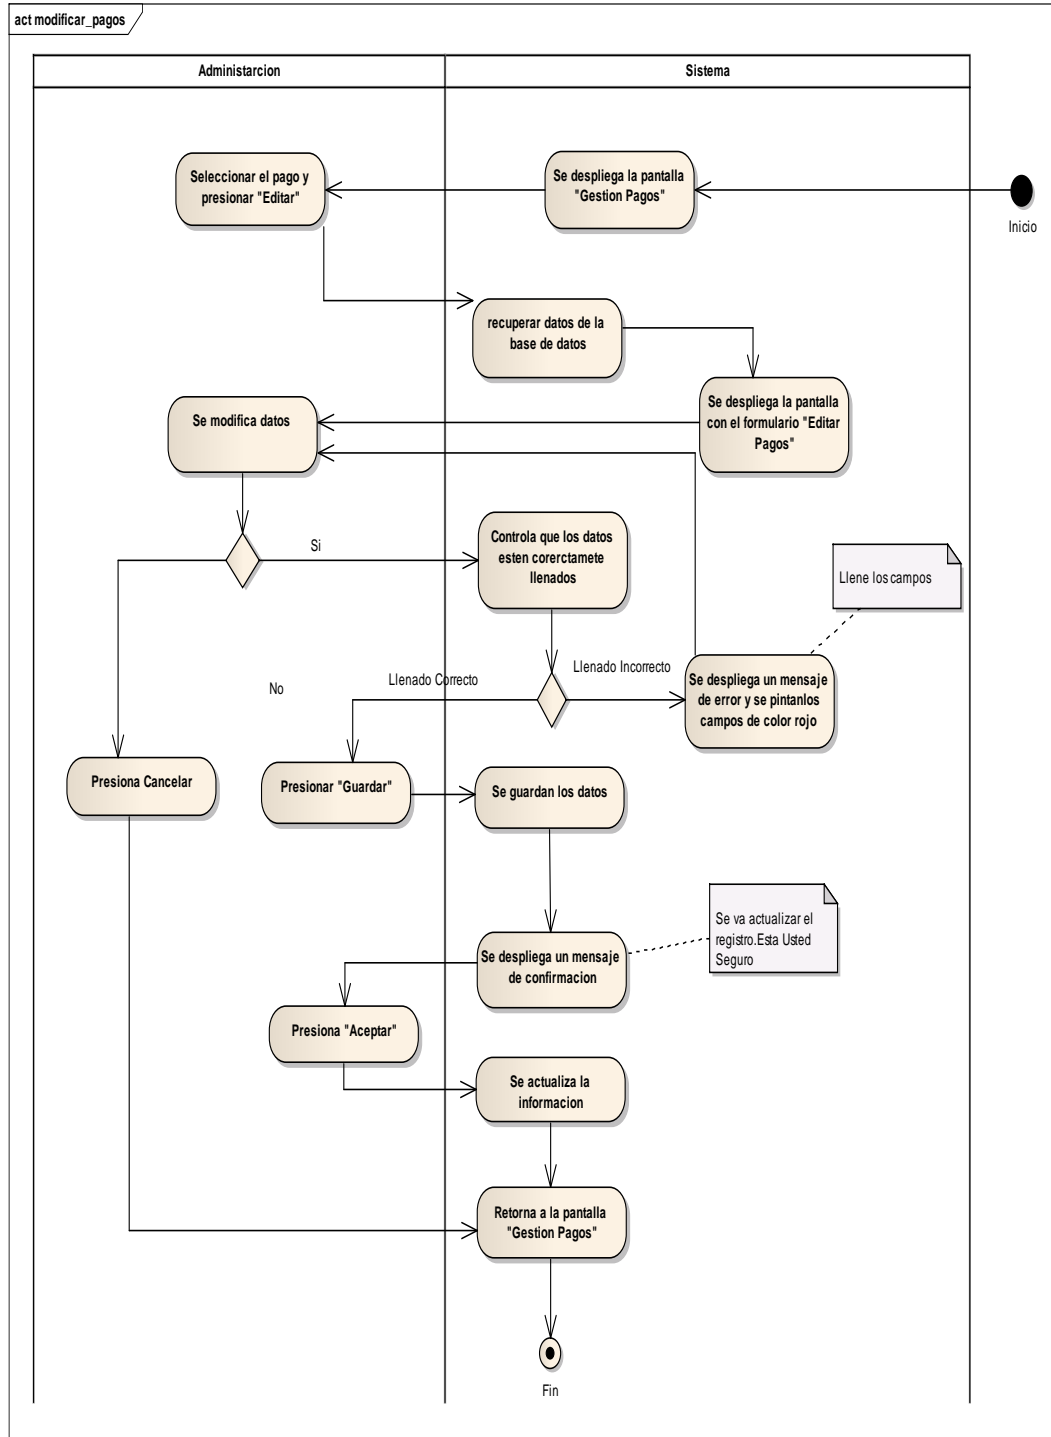 act modificar_pagos
Administarcion
Sistema
Seleccionar el pago y
presionar "Editar"
Se despliega la pantalla
"Gestion Pagos"
Inicio
recuperar datos de la
base de datos
Se modifica datos
Se despliega la pantalla
con el formulario "Editar
Pagos"
Si
Controla que los datos
esten corerctamete
llenados
Llene los campos
No
Llenado Correcto
Llenado Incorrecto
Se despliega un mensaje
de error y se pintanlos
campos de color rojo
Presiona Cancelar
Presionar "Guardar"
Se guardan los datos
Se va actualizar el
registro.Esta Usted
Seguro
Se despliega un mensaje
de confirmacion
Presiona "Aceptar"
Se actualiza la
informacion
Retorna a la pantalla
"Gestion Pagos"
Fin